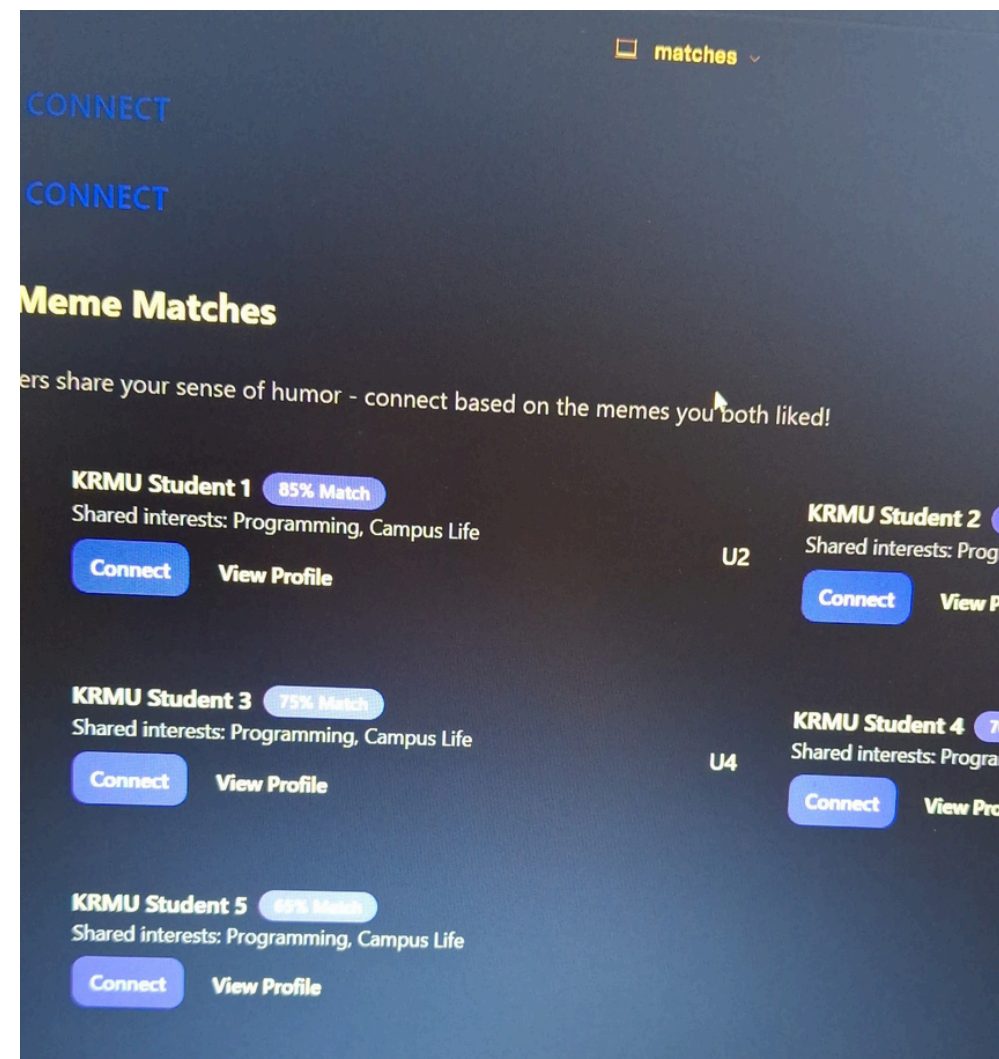 matches
CONNECT
CONNECT
Meme Matches
ers share your sense of humor - connect based on the memes you both liked!
KRMU Student 1 85% Match
Shared interests: Programming, Campus Life
Connect View Profile
U2
KRMU Student 2
Shared interests: Prog
Connect View P
KRMU Student 3 75% Match
Shared interests: Programming, Campus Life
Connect View Profile
U4
KRMU Student 4 7
Shared interests: Progra
Connect View Pro
KRMU Student 5 65% Match
Shared interests: Programming, Campus Life
Connect View Profile